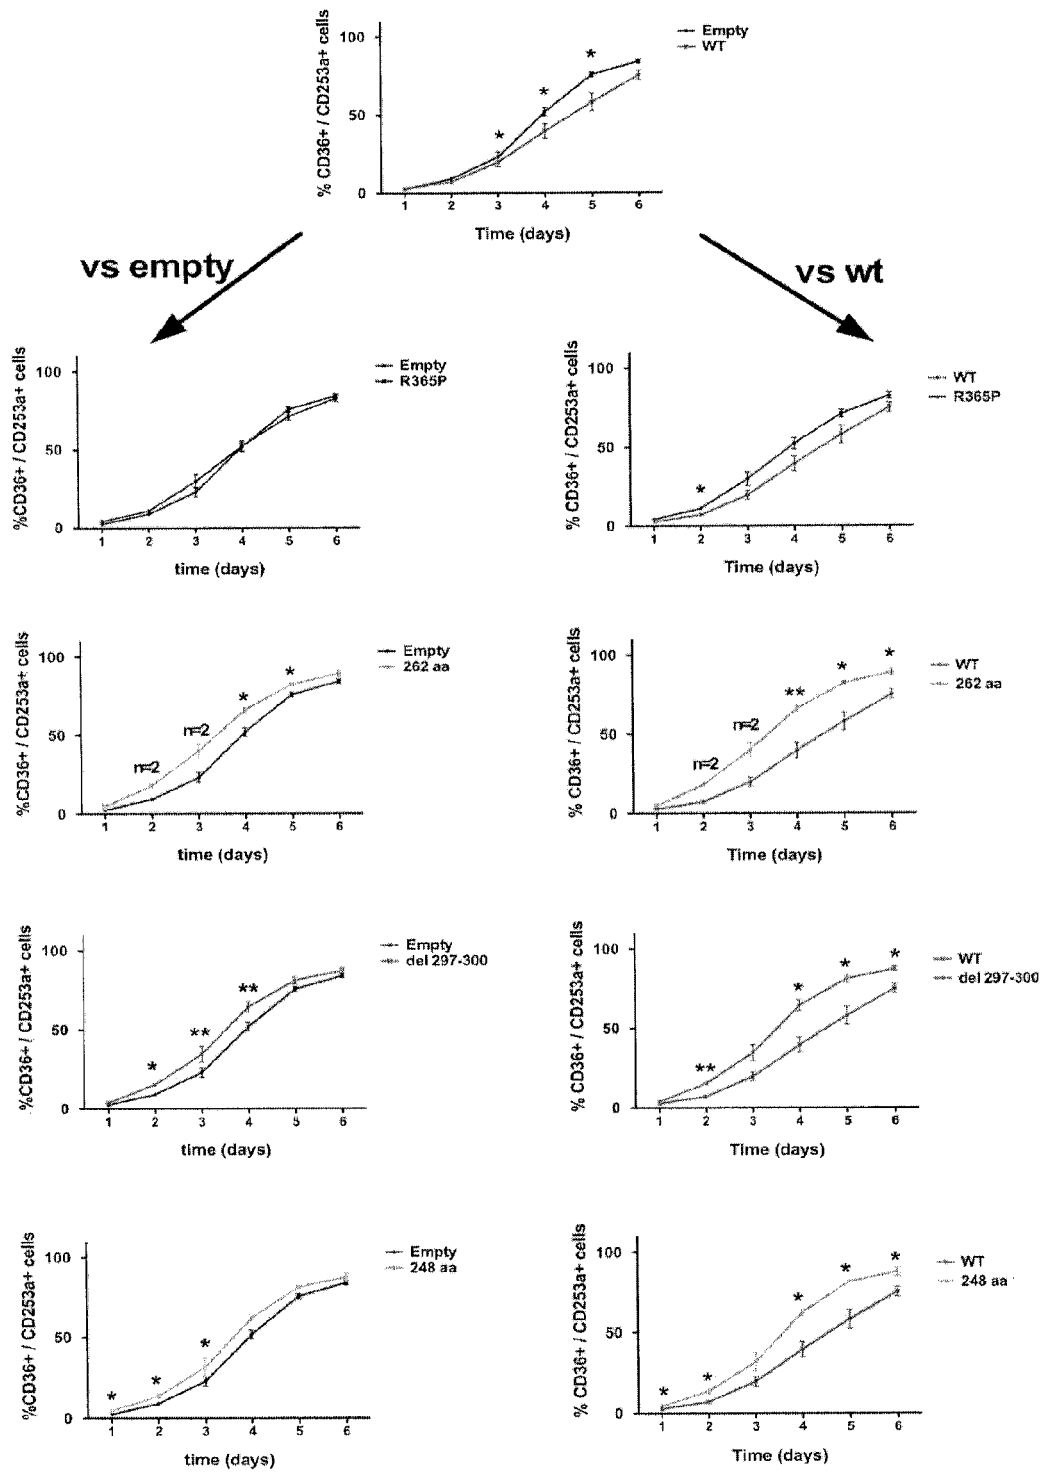 % CD36+ / CD253a+ cells
100
50
0
1 2 3 4 5 6
Time (days)
* * *
Empty
WT
vs empty
vs wt
%CD36+ / CD253a+ cells
100
50
0
1 2 3 4 5 6
time (days)
Empty
R365P
% CD36+ / CD253a+ cells
100
50
0
1 2 3 4 5 6
Time (days)
*
WT
R365P
%CD36+ / CD253a+ cells
100
50
0
1 2 3 4 5 6
time (days)
n=2 n=2 * *
Empty
262 aa
% CD36+ / CD253a+ cells
100
50
0
1 2 3 4 5 6
Time (days)
n=2 n=2 ** * *
WT
262 aa
%CD36+ / CD253a+ cells
100
50
0
1 2 3 4 5 6
time (days)
* ** **
Empty
del 297-300
% CD36+ / CD253a+ cells
100
50
0
1 2 3 4 5 6
Time (days)
** * * *
WT
del 297-300
%CD36+ / CD253a+ cells
100
50
0
1 2 3 4 5 6
time (days)
* * *
Empty
248 aa
% CD36+ / CD253a+ cells
100
50
0
1 2 3 4 5 6
Time (days)
* * * * *
WT
248 aa